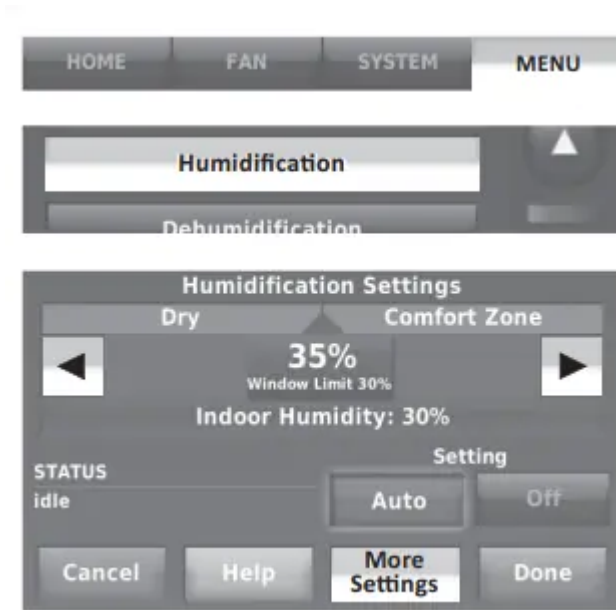 HOME FAN SYSTEM MENU
Humidification
Dehumidification
Humidification Settings
Dry Comfort Zone
35%
Window Limit 30%
Indoor Humidity: 30%
Setting
STATUS
idle Auto Off
Cancel Help More Settings Done